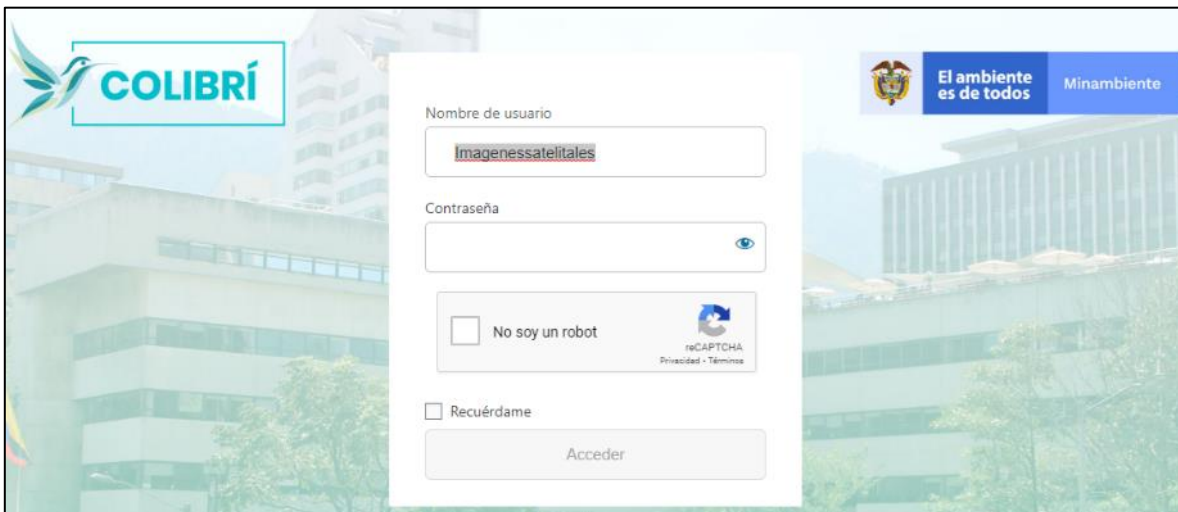 COLIBRÍ
El ambiente
es de todos
Minambiente
Nombre de usuario
Imagenessatelitales
Contraseña
No soy un robot
reCAPTCHA
Privacidad - Términos
Recuérdame
Acceder